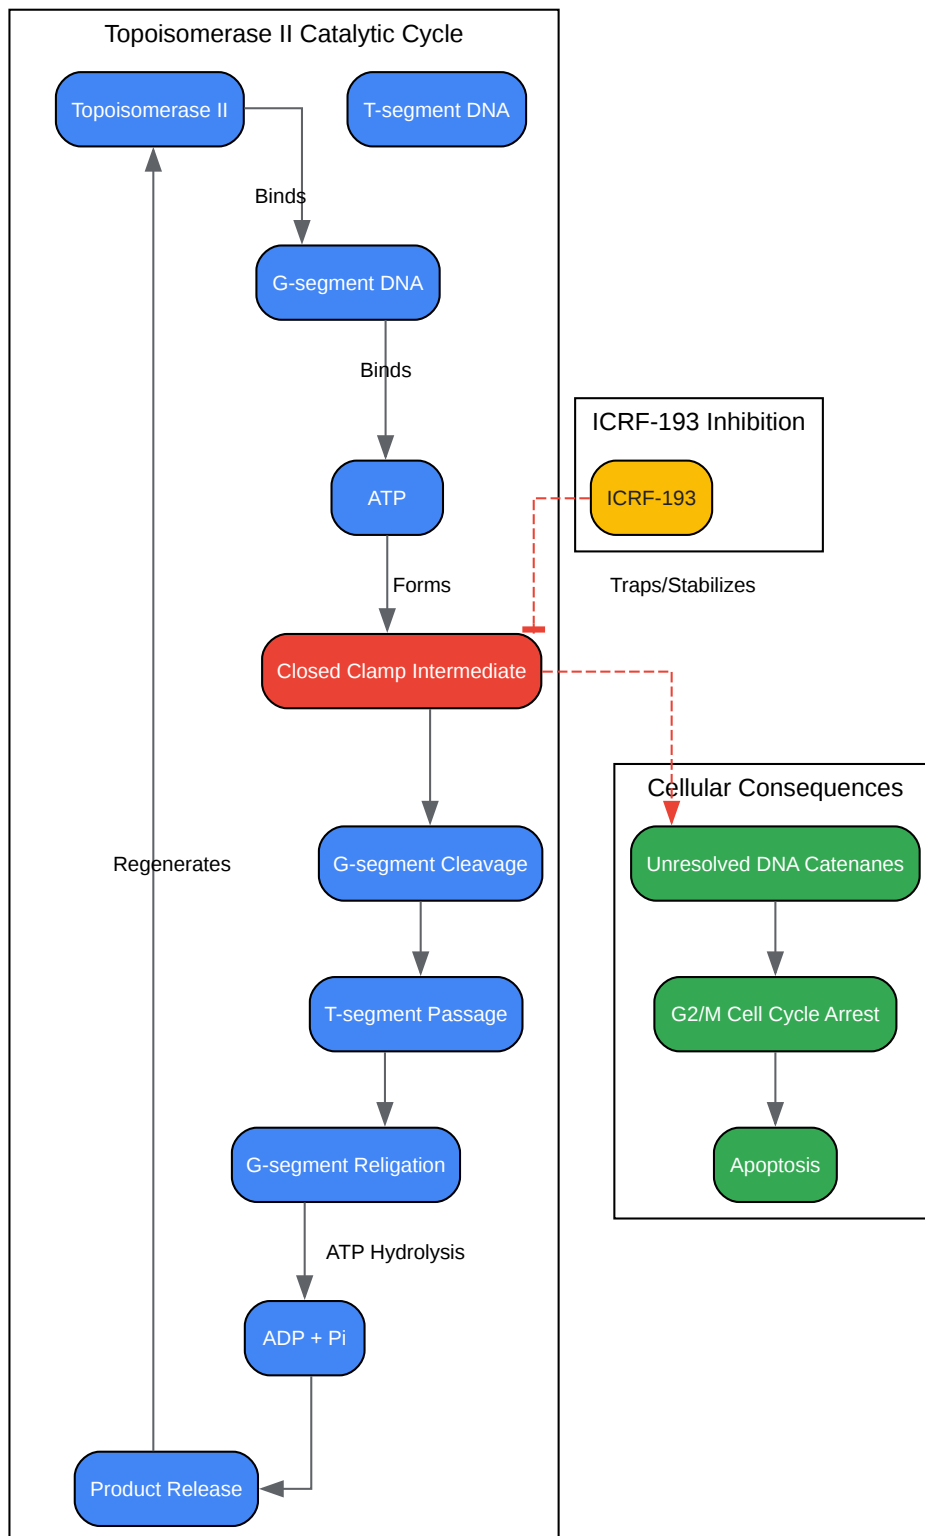 Topoisomerase II Catalytic Cycle
Topoisomerase II
T-segment DNA
Binds
G-segment DNA
Binds
ATP
Forms
ICRF-193 Inhibition
ICRF-193
Traps/Stabilizes
Closed Clamp Intermediate
Cellular Consequences
G-segment Cleavage
Unresolved DNA Catenanes
Regenerates
T-segment Passage
G2/M Cell Cycle Arrest
G-segment Religation
Apoptosis
ATP Hydrolysis
ADP + Pi
Product Release